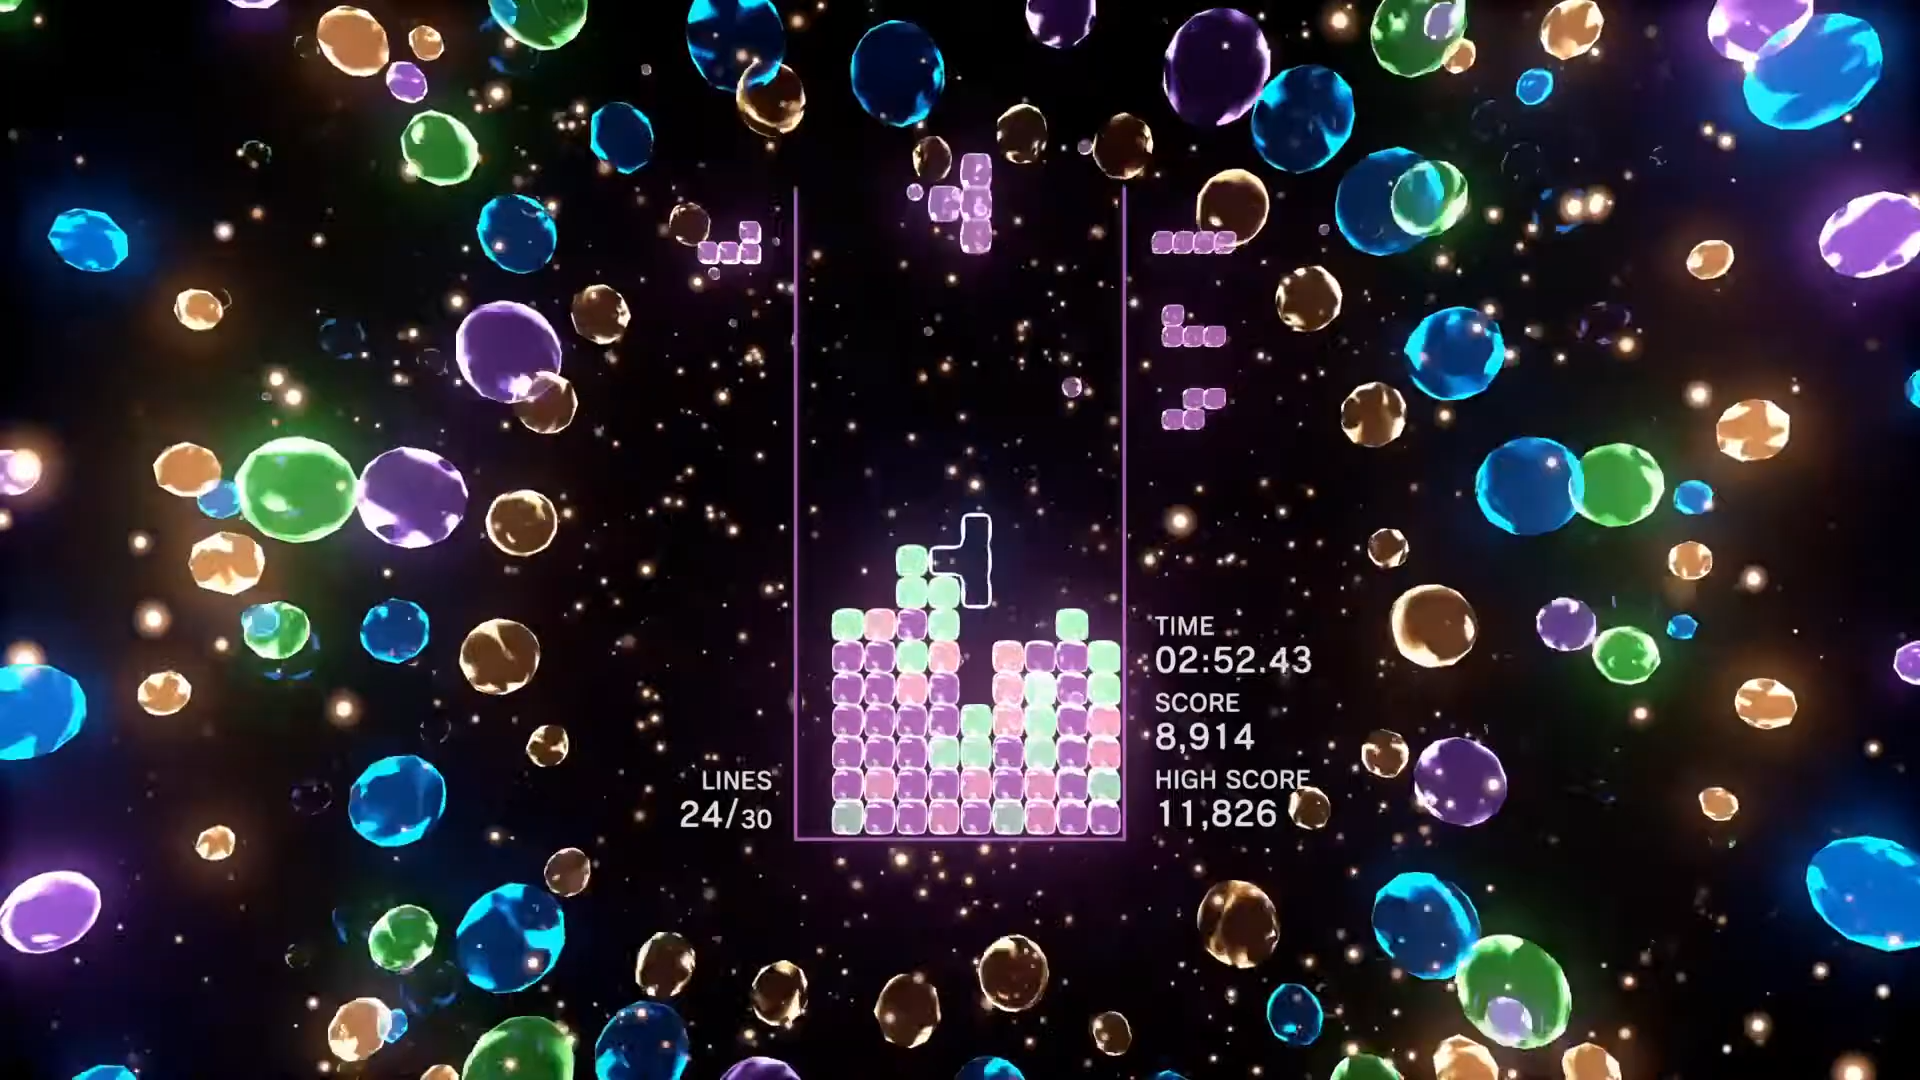 TIME
02:52.43
SCORE
8,914
HIGH SCORE
11,826
LINES
24/30